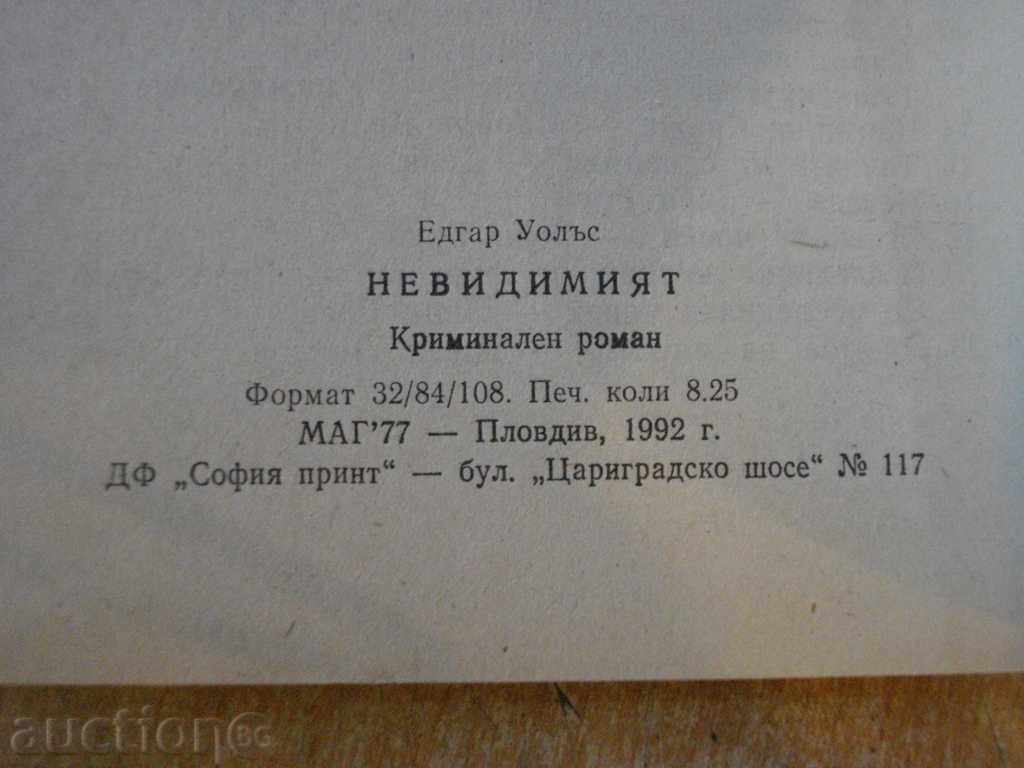 Едгар Уолъс
НЕВИДИМИЯТ
Криминален роман
Формат 32/84/108. Печ. коли 8.25
МАГ'77 — Пловдив, 1992 г.
ДФ „София принт“ — бул. „Цариградско шосе“ № 117
auction BG